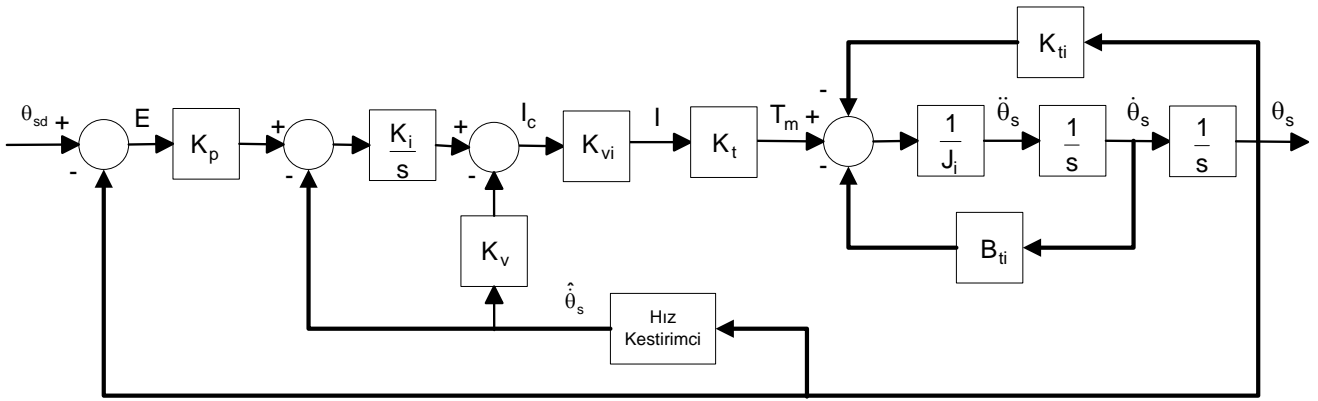 K_ti
θ_sd + E K_p + K_i/s + I_c K_vi I K_t T_m + - 1/J_i θ̈_s 1/s θ̇_s 1/s θ_s
- - - -
K_v
B_ti
θ̇̂_s
Hız
Kestirimci